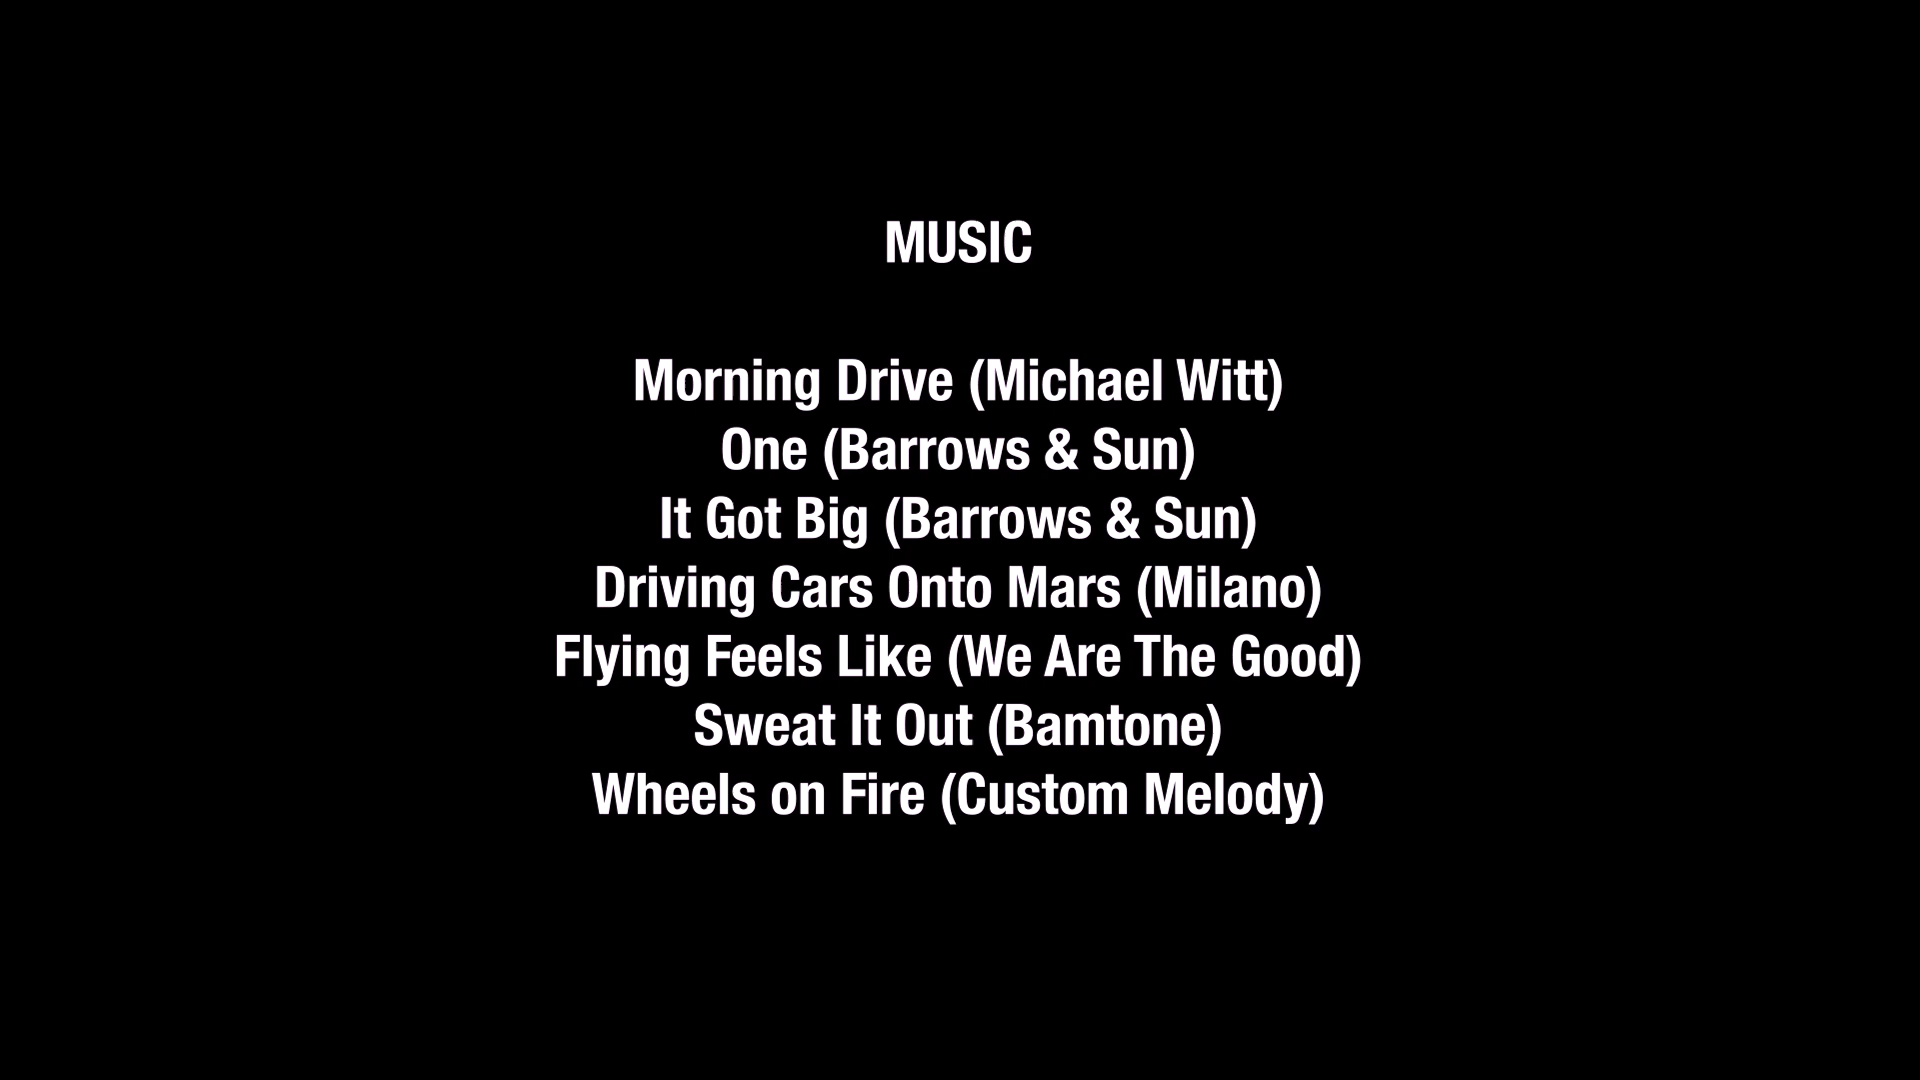 MUSIC
Morning Drive (Michael Witt)
One (Barrows & Sun)
It Got Big (Barrows & Sun)
Driving Cars Onto Mars (Milano)
Flying Feels Like (We Are The Good)
Sweat It Out (Bamtone)
Wheels on Fire (Custom Melody)